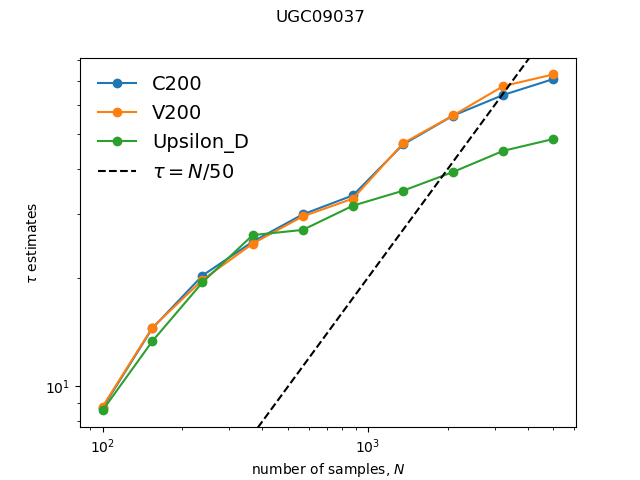 UGC09037
C200
V200
Upsilon_D
τ = N/50
τ estimates
10¹
10² 10³
number of samples, N